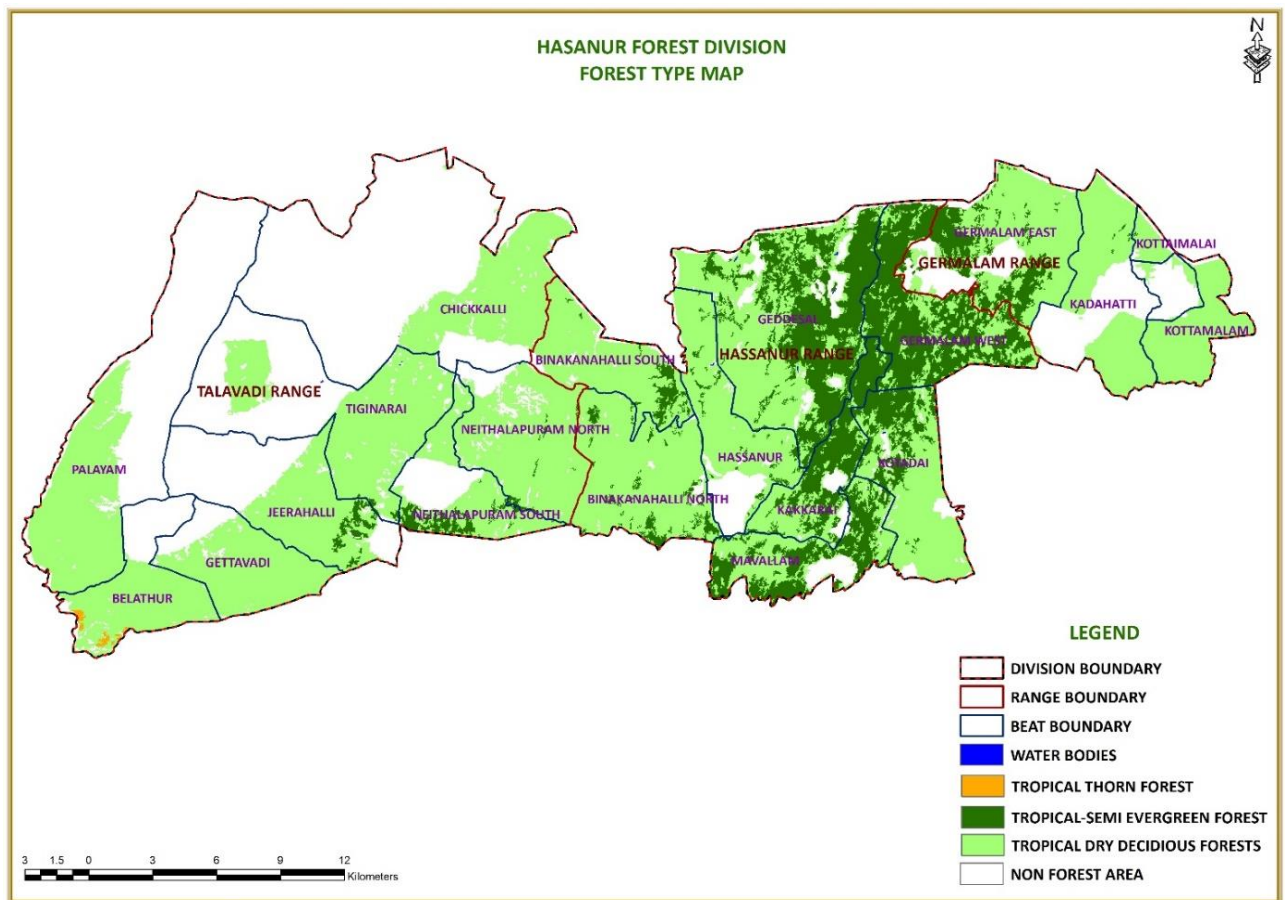 HASANUR FOREST DIVISION
FOREST TYPE MAP
N
GERMALAM EAST
KOTTAIMALAI
GERMALAM RANGE
KADAHATTI
CHICKKALLI
GEDDESAL
KOTTAMALAM
GERMALAM WEST
BINAKANAHALLI SOUTH
HASSANUR RANGE
TALAVADI RANGE
TIGINARAI
NEITHALAPURAM NORTH
HASSANUR
KOTADAI
PALAYAM
BINAKANAHALLI NORTH
JEERAHALLI
NEITHALAPURAM SOUTH
KAKKARAI
GETTAVADI
MAVALLAM
BELATHUR
LEGEND
DIVISION BOUNDARY
RANGE BOUNDARY
BEAT BOUNDARY
WATER BODIES
TROPICAL THORN FOREST
TROPICAL-SEMI EVERGREEN FOREST
TROPICAL DRY DECIDIOUS FORESTS
NON FOREST AREA
3 1.5 0 3 6 9 12
Kilometers